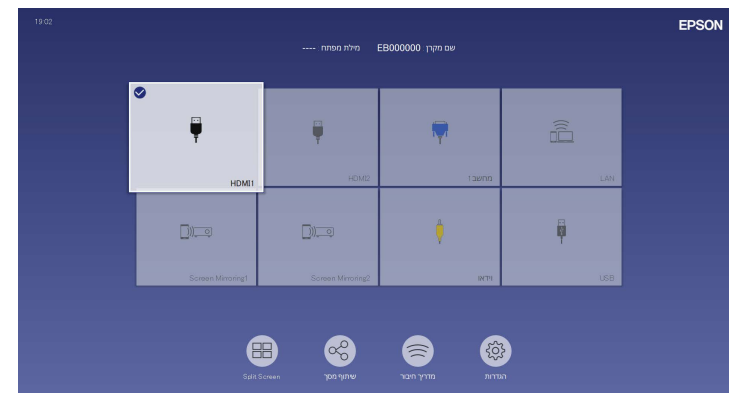 19:02
EPSON
שם מקרן EB000000 מילת מפתח ----
HDMI1
HDMI2
מחשב1
LAN
Screen Mirroring1
Screen Mirroring2
וידאו
USB
Split Screen
שיתוף מסך
מדריך חיבור
הגדרות